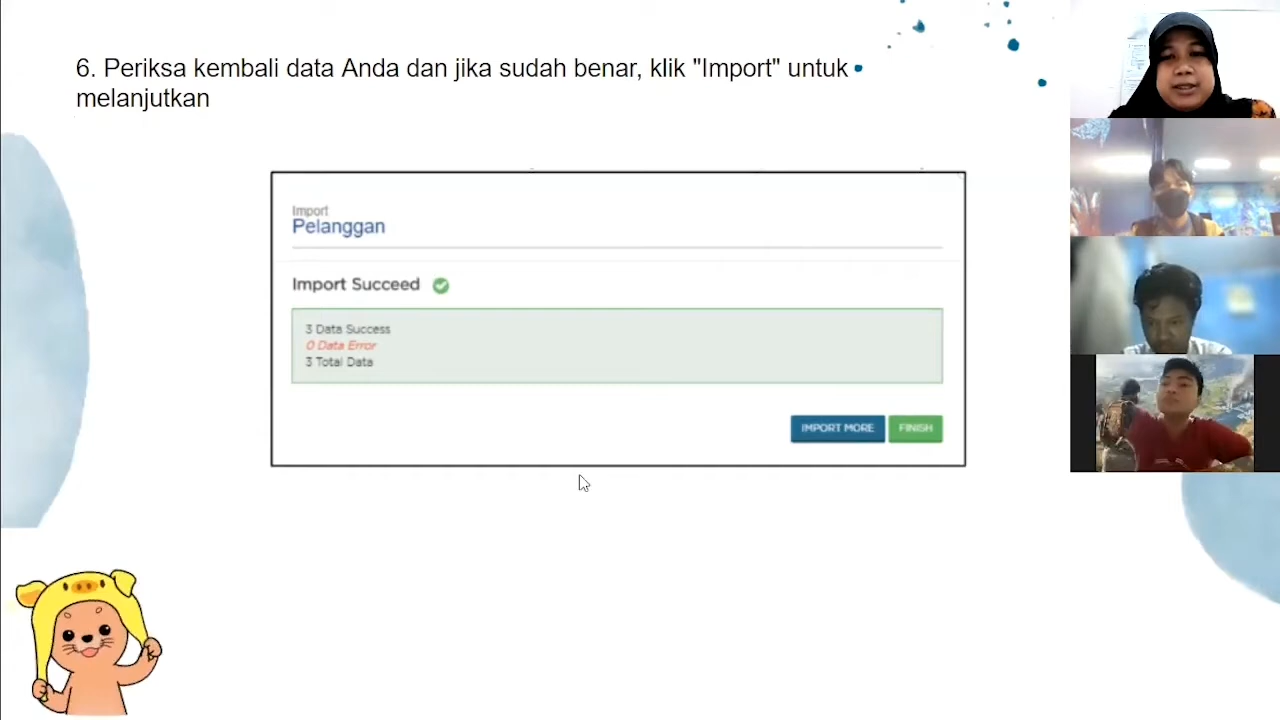 6. Periksa kembali data Anda dan jika sudah benar, klik "Import" untuk
melanjutkan
Import
Pelanggan
Import Succeed
3 Data Success
0 Data Error
3 Total Data
IMPORT MORE
FINISH